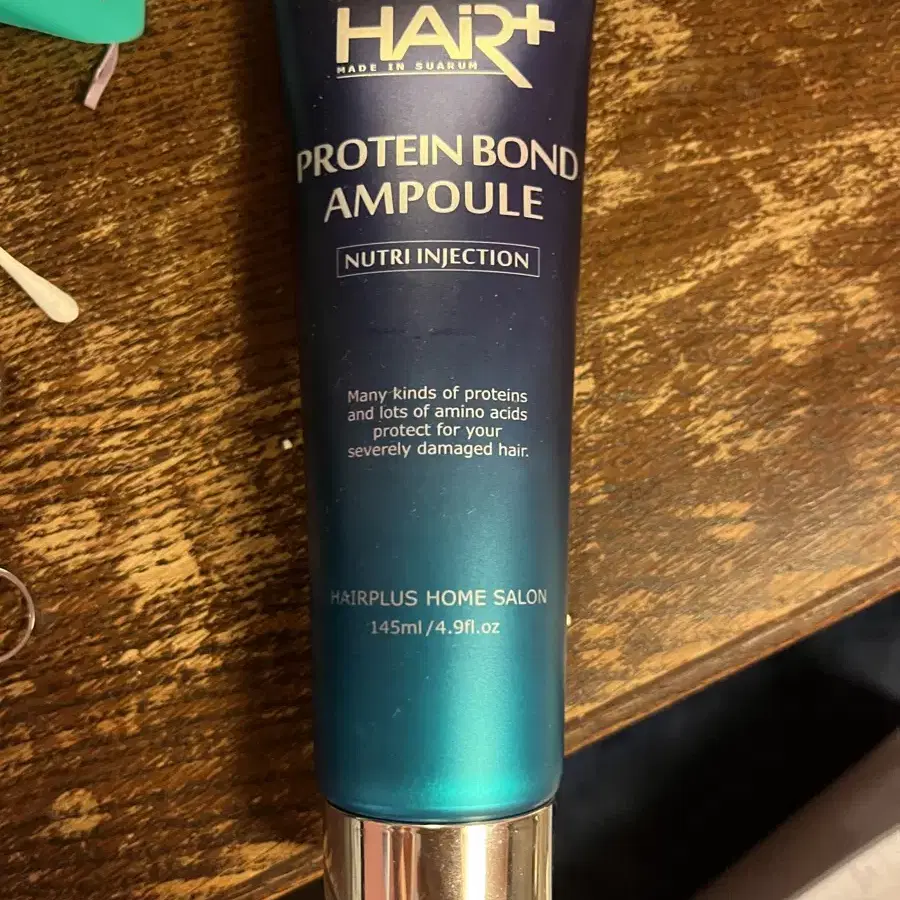 HAiR+
MADE IN SUARUM
PROTEIN BOND
AMPOULE
NUTRI INJECTION
Many kinds of proteins
and lots of amino acids
protect for your
severely damaged hair.
HAIRPLUS HOME SALON
145ml/4.9fl.oz